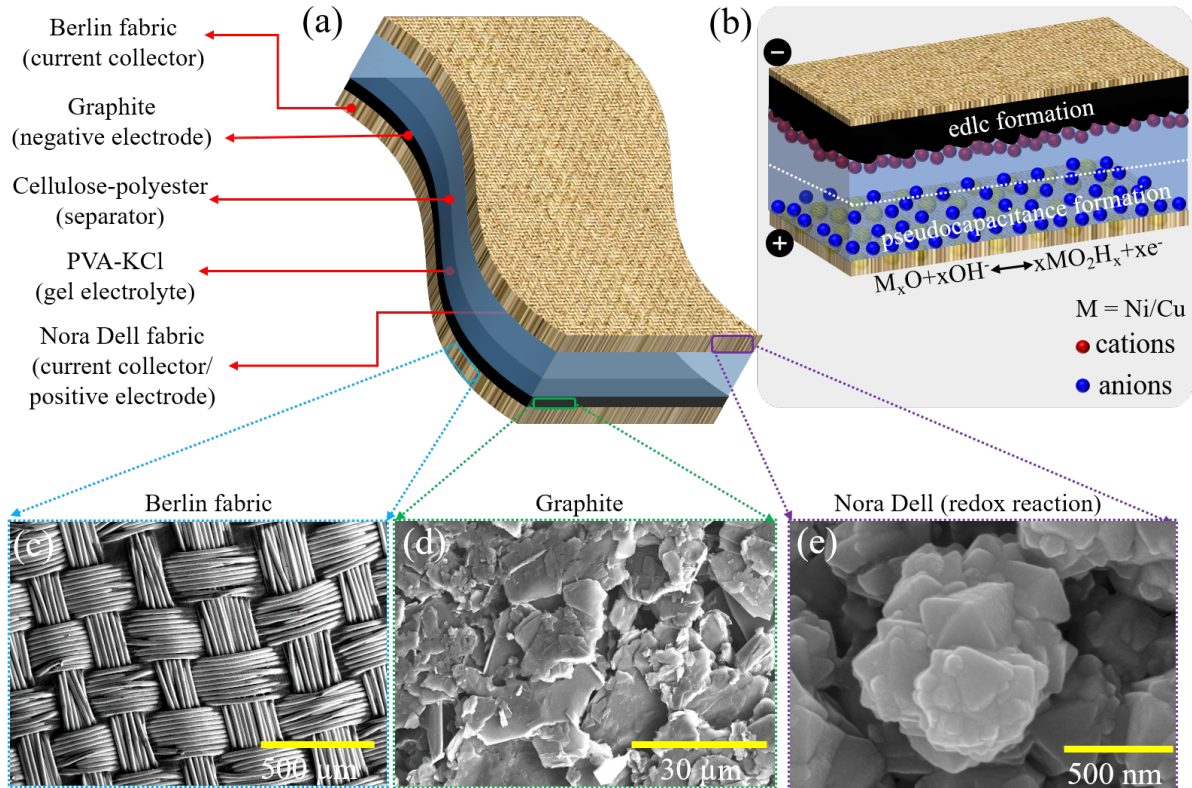 (a)
Berlin fabric
(current collector)
Graphite
(negative electrode)
Cellulose-polyester
(separator)
PVA-KCl
(gel electrolyte)
Nora Dell fabric
(current collector/
positive electrode)
(b)
−
edlc formation
pseudocapacitance formation
+
MₓO+xOH⁻⟷xMO₂Hₓ+xe⁻
M = Ni/Cu
cations
anions
Berlin fabric
(c)
500 µm
Graphite
(d)
30 µm
Nora Dell (redox reaction)
(e)
500 nm